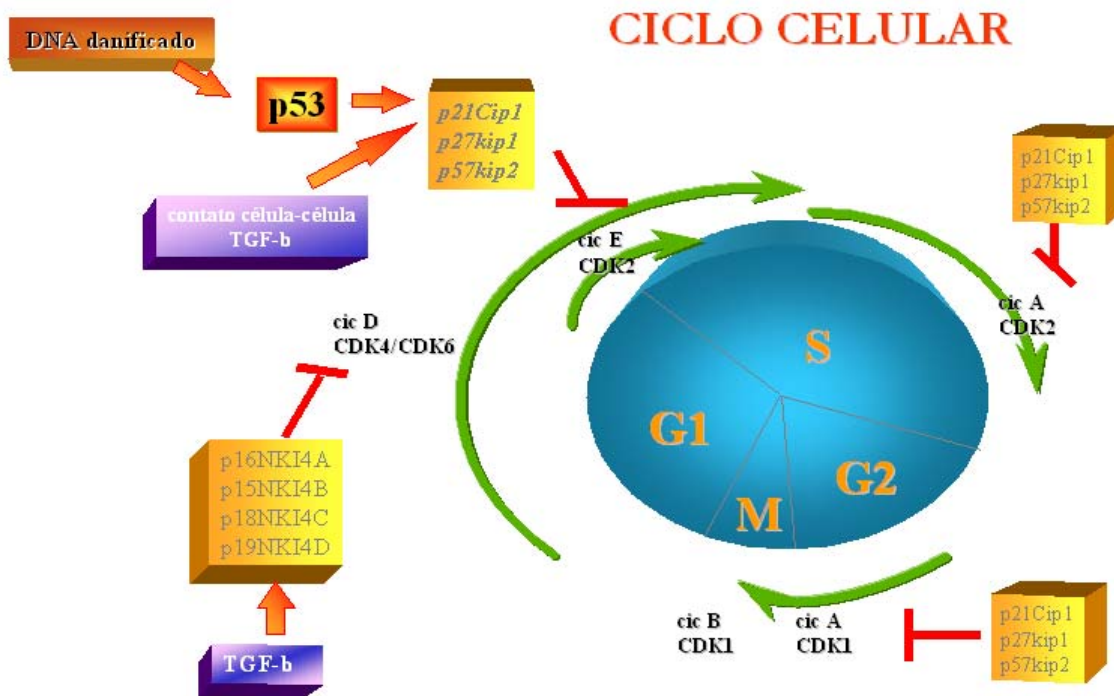 CICLO CELULAR
DNA danificado
p53
p21Cip1
p27kip1
p57kip2
contato célula-célula
TGF-b
p21Cip1
p27kip1
p57kip2
cic E
CDK2
cic A
CDK2
cic D
CDK4/CDK6
S
G1
G2
M
p16NKI4A
p15NKI4B
p18NKI4C
p19NKI4D
TGF-b
cic B
CDK1
cic A
CDK1
p21Cip1
p27kip1
p57kip2